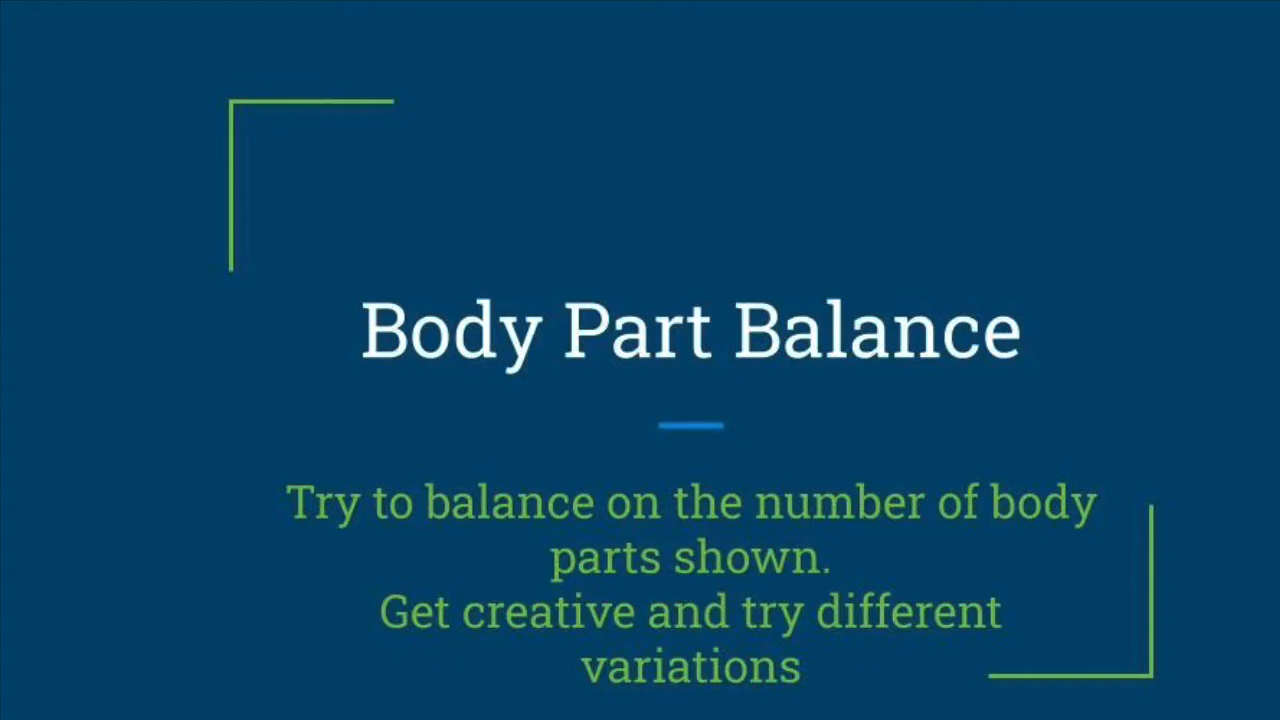 Body Part Balance
Try to balance on the number of body
parts shown.
Get creative and try different
variations